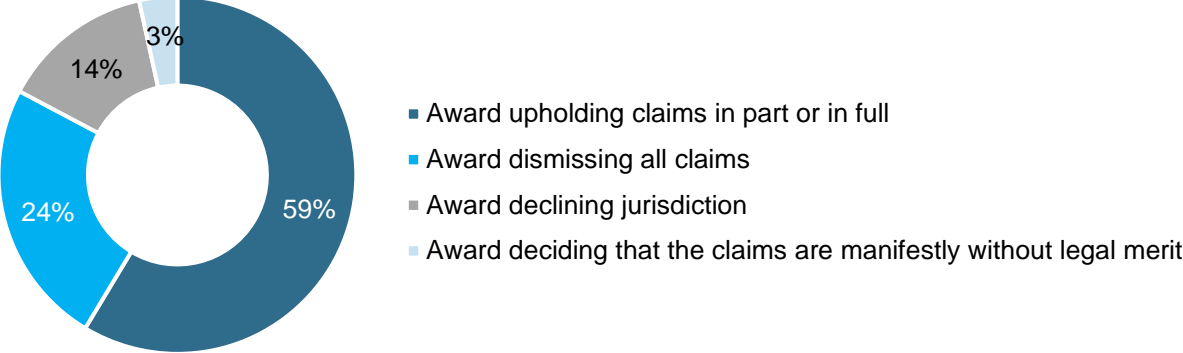 3%
14%
59%
24%
Award upholding claims in part or in full
Award dismissing all claims
Award declining jurisdiction
Award deciding that the claims are manifestly without legal merit